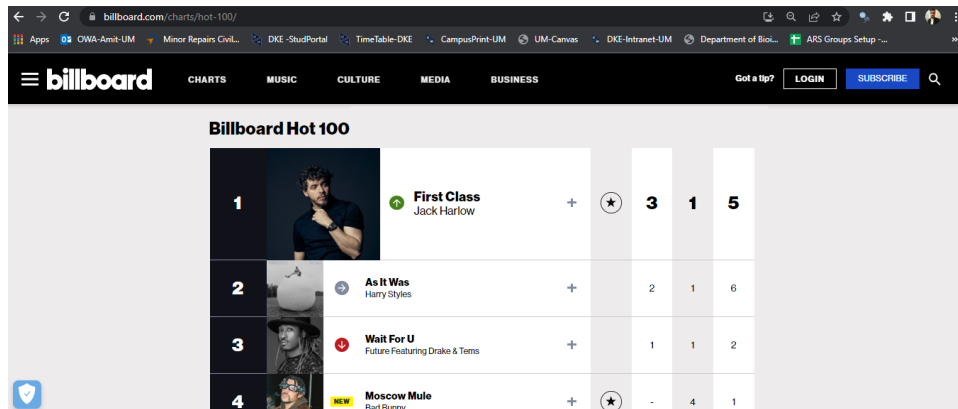 billboard.com/charts/hot-100/
Apps OWA-Amit-UM Minor Repairs Civil... DKE -StudPortal TimeTable-DKE CampusPrint-UM UM-Canvas DKE-Intranet-UM Department of Bioi... ARS Groups Setup -... »
billboard CHARTS MUSIC CULTURE MEDIA BUSINESS Got a tip? LOGIN SUBSCRIBE
Billboard Hot 100
1 First Class 3 1 5
Jack Harlow
2 As It Was 2 1 6
Harry Styles
3 Wait For U 1 1 2
Future Featuring Drake & Tems
4 NEW Moscow Mule - 4 1
Bad Bunny